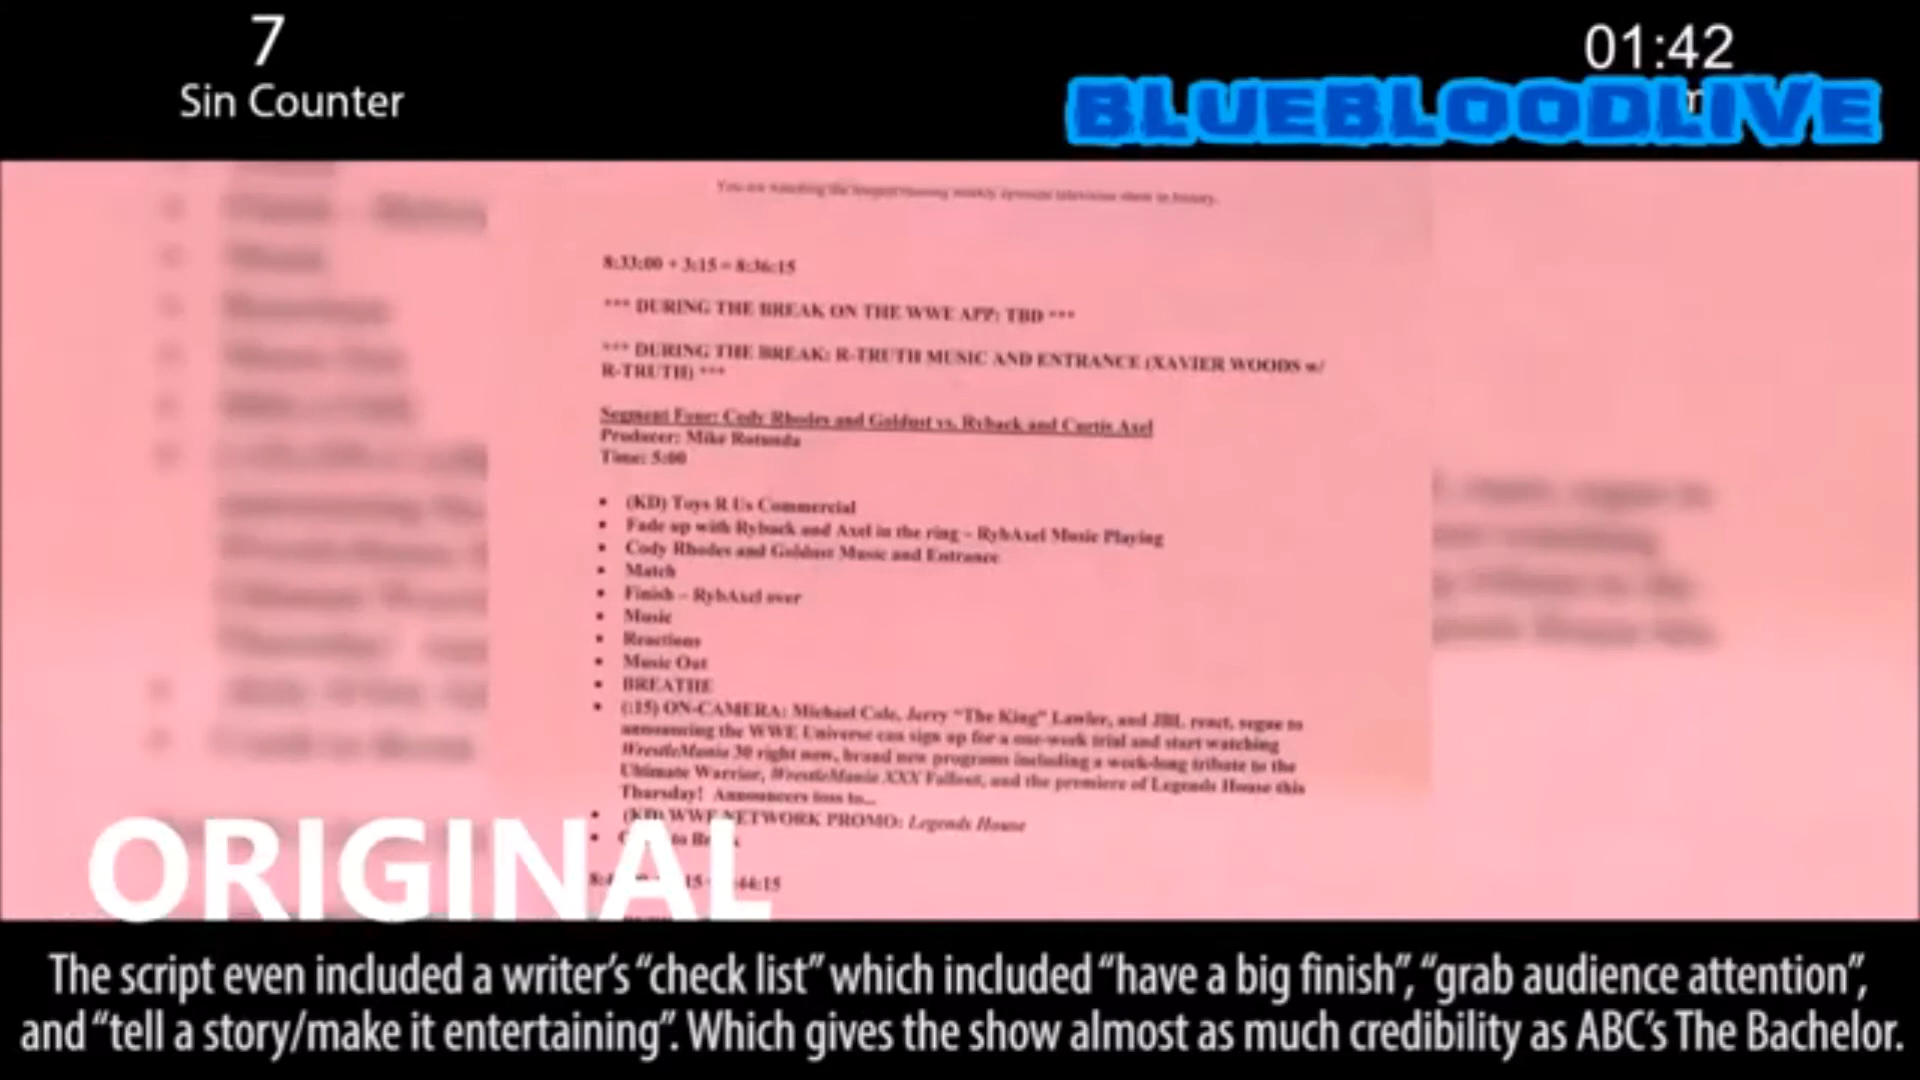 7
Sin Counter
01:42
BLUEBLOODLIVE
You are watching the longest running weekly episodic television show in history.
8:33:00 + 3:15 = 8:36:15
*** DURING THE BREAK ON THE WWE APP: TBD ***
*** DURING THE BREAK: R-TRUTH MUSIC AND ENTRANCE (XAVIER WOODS w/
R-TRUTH) ***
Segment Four: Cody Rhodes and Goldust vs. Ryback and Curtis Axel
Producer: Mike Rotunda
Time: 5:00
• (KD) Toys R Us Commercial
• Fade up with Ryback and Axel in the ring – RybAxel Music Playing
• Cody Rhodes and Goldust Music and Entrance
• Match
• Finish – RybAxel over
• Music
• Reactions
• Music Out
• BREATHE
• (:15) ON-CAMERA: Michael Cole, Jerry "The King" Lawler, and JBL react, segue to
announcing the WWE Universe can sign up for a one-week trial and start watching
WrestleMania 30 right now, brand new programs including a week-long tribute to the
Ultimate Warrior, WrestleMania XXX Fallout, and the premiere of Legends House this
Thursday! Announcers toss to...
• (KD) WWE NETWORK PROMO: Legends House
• to Break
44:15
ORIGINAL
The script even included a writer's "check list" which included "have a big finish", "grab audience attention",
and "tell a story/make it entertaining". Which gives the show almost as much credibility as ABC's The Bachelor.